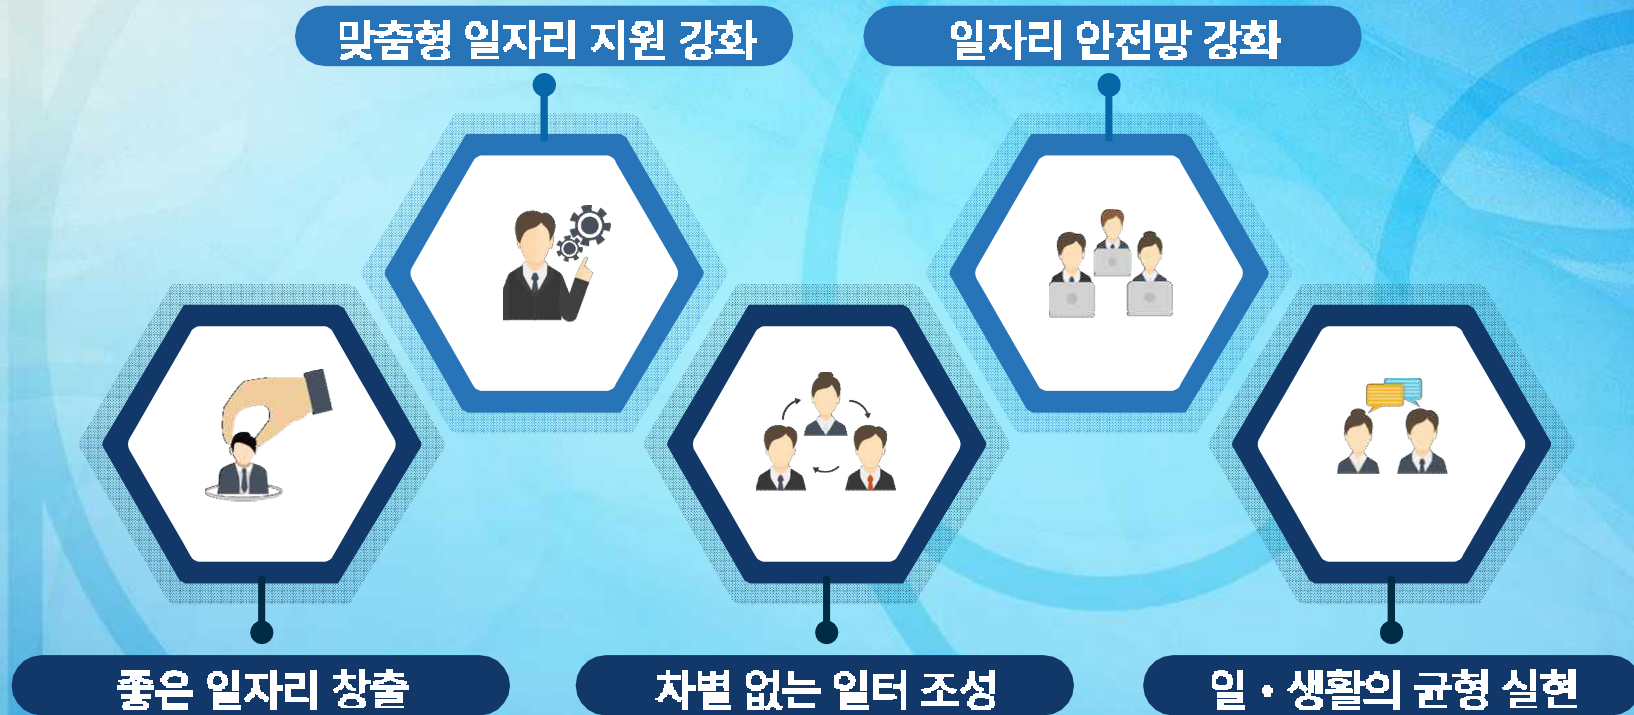 맞춤형 일자리 지원 강화
일자리 안전망 강화
좋은 일자리 창출
차별 없는 일터 조성
일·생활의 균형 실현